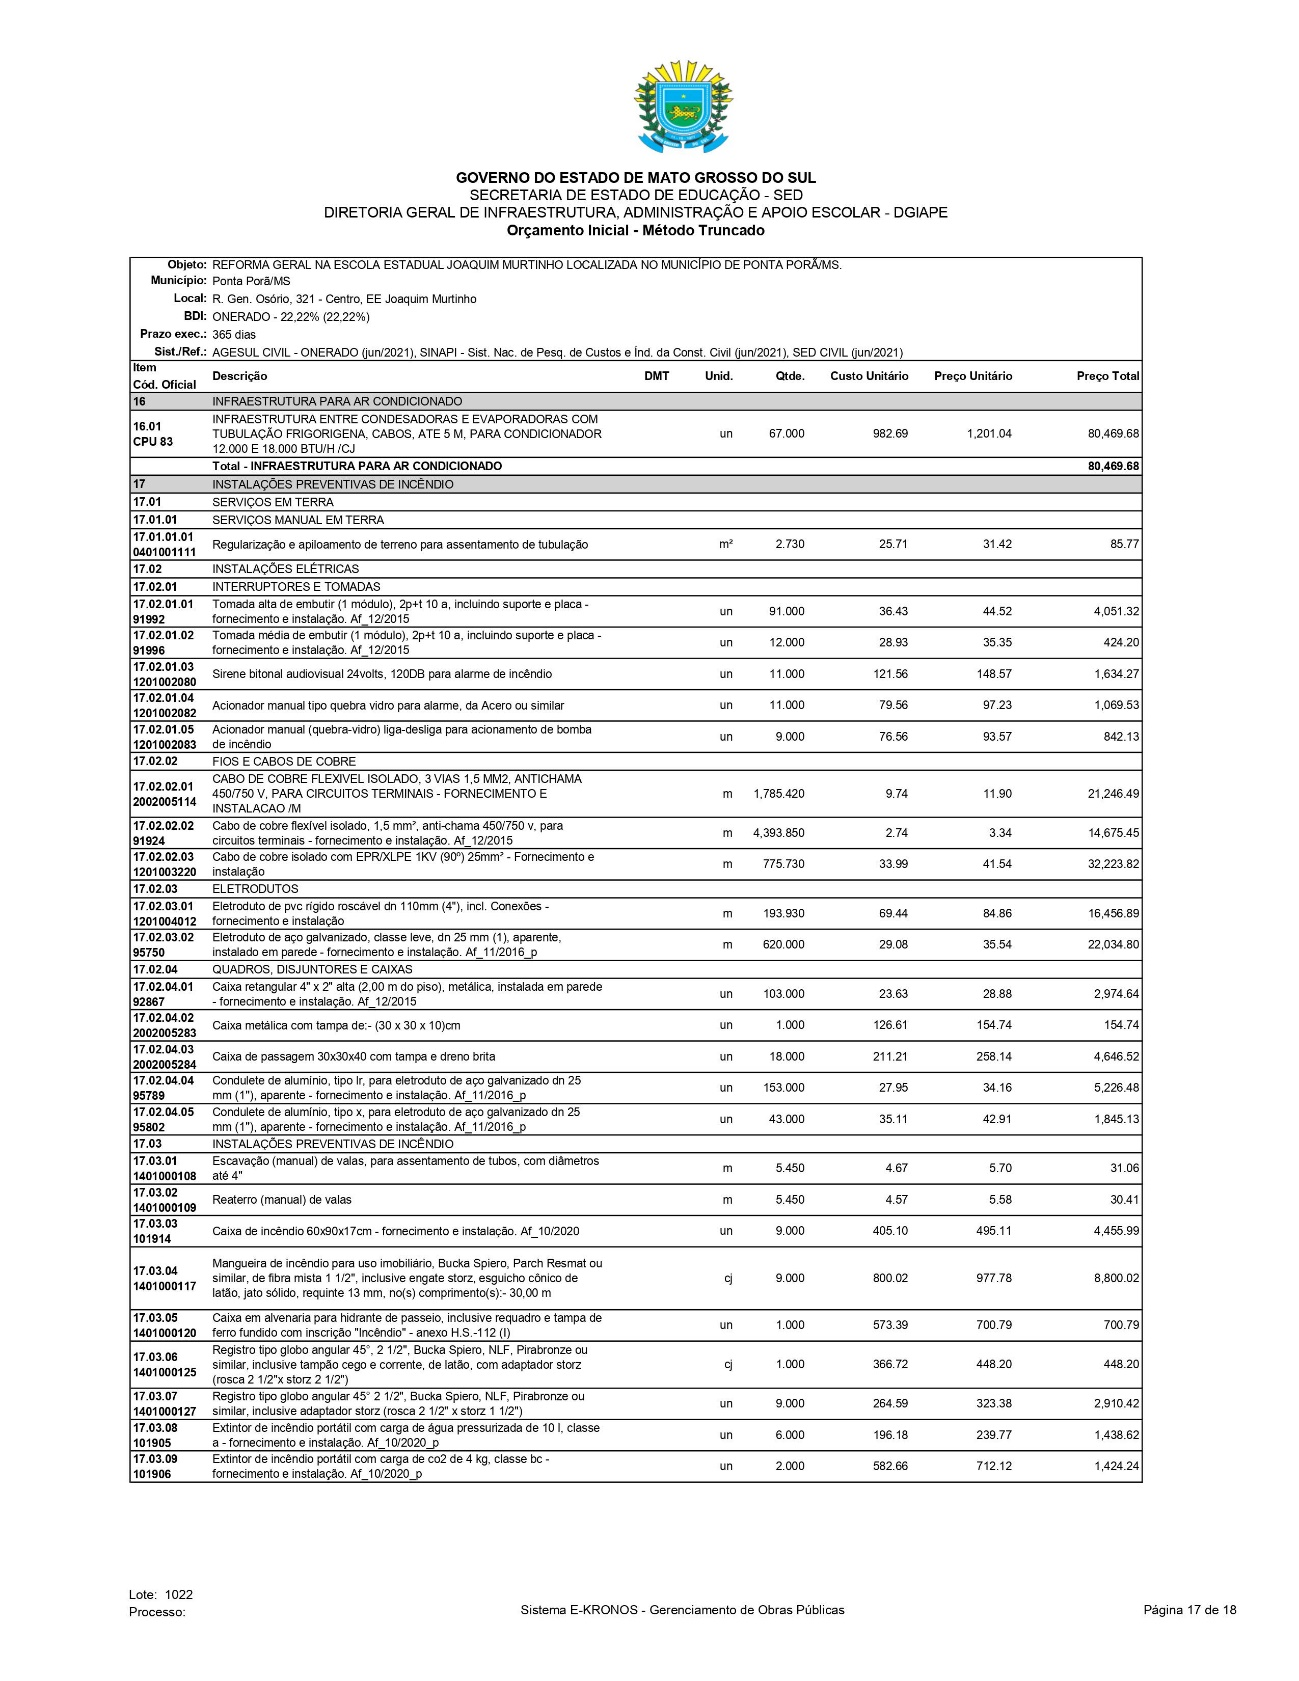 GOVERNO DO ESTADO DE MATO GROSSO DO SUL
SECRETARIA DE ESTADO DE EDUCAÇÃO - SED
DIRETORIA GERAL DE INFRAESTRUTURA, ADMINISTRAÇÃO E APOIO ESCOLAR - DGIAPE
Orçamento Inicial - Método Truncado
Objeto: REFORMA GERAL NA ESCOLA ESTADUAL JOAQUIM MURTINHO LOCALIZADA NO MUNICÍPIO DE PONTA PORÃ/MS.
Município: Ponta Porã/MS
Local: R. Gen. Osório, 321 - Centro, EE Joaquim Murtinho
BDI: ONERADO - 22,22% (22,22%)
Prazo exec.: 365 dias
Sist./Ref.: AGESUL CIVIL - ONERADO (jun/2021), SINAPI - Sist. Nac. de Pesq. de Custos e Índ. da Const. Civil (jun/2021), SED CIVIL (jun/2021)
Item
Cód. Oficial Descrição DMT Unid. Qtde. Custo Unitário Preço Unitário Preço Total
16 INFRAESTRUTURA PARA AR CONDICIONADO
16.01 INFRAESTRUTURA ENTRE CONDESADORAS E EVAPORADORAS COM
CPU 83 TUBULAÇÃO FRIGORIGENA, CABOS, ATE 5 M, PARA CONDICIONADOR un 67.000 982.69 1,201.04 80,469.68
12.000 E 18.000 BTU/H /CJ
Total - INFRAESTRUTURA PARA AR CONDICIONADO 80,469.68
17 INSTALAÇÕES PREVENTIVAS DE INCÊNDIO
17.01 SERVIÇOS EM TERRA
17.01.01 SERVIÇOS MANUAL EM TERRA
17.01.01.01
0401001111 Regularização e apiloamento de terreno para assentamento de tubulação m² 2.730 25.71 31.42 85.77
17.02 INSTALAÇÕES ELÉTRICAS
17.02.01 INTERRUPTORES E TOMADAS
17.02.01.01 Tomada alta de embutir (1 módulo), 2p+t 10 a, incluindo suporte e placa - un 91.000 36.43 44.52 4,051.32
91992 fornecimento e instalação. Af_12/2015
17.02.01.02 Tomada média de embutir (1 módulo), 2p+t 10 a, incluindo suporte e placa - un 12.000 28.93 35.35 424.20
91996 fornecimento e instalação. Af_12/2015
17.02.01.03
1201002080 Sirene bitonal audiovisual 24volts, 120DB para alarme de incêndio un 11.000 121.56 148.57 1,634.27
17.02.01.04
1201002082 Acionador manual tipo quebra vidro para alarme, da Acero ou similar un 11.000 79.56 97.23 1,069.53
17.02.01.05 Acionador manual (quebra-vidro) liga-desliga para acionamento de bomba un 9.000 76.56 93.57 842.13
1201002083 de incêndio
17.02.02 FIOS E CABOS DE COBRE
17.02.02.01 CABO DE COBRE FLEXIVEL ISOLADO, 3 VIAS 1,5 MM2, ANTICHAMA
2002005114 450/750 V, PARA CIRCUITOS TERMINAIS - FORNECIMENTO E m 1,785.420 9.74 11.90 21,246.49
INSTALACAO /M
17.02.02.02 Cabo de cobre flexível isolado, 1,5 mm², anti-chama 450/750 v, para m 4,393.850 2.74 3.34 14,675.45
91924 circuitos terminais - fornecimento e instalação. Af_12/2015
17.02.02.03 Cabo de cobre isolado com EPR/XLPE 1KV (90º) 25mm² - Fornecimento e m 775.730 33.99 41.54 32,223.82
1201003220 instalação
17.02.03 ELETRODUTOS
17.02.03.01 Eletroduto de pvc rígido roscável dn 110mm (4"), incl. Conexões - m 193.930 69.44 84.86 16,456.89
1201004012 fornecimento e instalação
17.02.03.02 Eletroduto de aço galvanizado, classe leve, dn 25 mm (1), aparente, m 620.000 29.08 35.54 22,034.80
95750 instalado em parede - fornecimento e instalação. Af_11/2016_p
17.02.04 QUADROS, DISJUNTORES E CAIXAS
17.02.04.01 Caixa retangular 4" x 2" alta (2,00 m do piso), metálica, instalada em parede un 103.000 23.63 28.88 2,974.64
92867 - fornecimento e instalação. Af_12/2015
17.02.04.02
2002005283 Caixa metálica com tampa de:- (30 x 30 x 10)cm un 1.000 126.61 154.74 154.74
17.02.04.03
2002005284 Caixa de passagem 30x30x40 com tampa e dreno brita un 18.000 211.21 258.14 4,646.52
17.02.04.04 Condulete de alumínio, tipo lr, para eletroduto de aço galvanizado dn 25 un 153.000 27.95 34.16 5,226.48
95789 mm (1"), aparente - fornecimento e instalação. Af_11/2016_p
17.02.04.05 Condulete de alumínio, tipo x, para eletroduto de aço galvanizado dn 25 un 43.000 35.11 42.91 1,845.13
95802 mm (1"), aparente - fornecimento e instalação. Af_11/2016_p
17.03 INSTALAÇÕES PREVENTIVAS DE INCÊNDIO
17.03.01 Escavação (manual) de valas, para assentamento de tubos, com diâmetros m 5.450 4.67 5.70 31.06
1401000108 até 4"
17.03.02
1401000109 Reaterro (manual) de valas m 5.450 4.57 5.58 30.41
17.03.03
101914 Caixa de incêndio 60x90x17cm - fornecimento e instalação. Af_10/2020 un 9.000 405.10 495.11 4,455.99
17.03.04 Mangueira de incêndio para uso imobiliário, Bucka Spiero, Parch Resmat ou
1401000117 similar, de fibra mista 1 1/2", inclusive engate storz, esguicho cônico de cj 9.000 800.02 977.78 8,800.02
latão, jato sólido, requinte 13 mm, no(s) comprimento(s):- 30,00 m
17.03.05 Caixa em alvenaria para hidrante de passeio, inclusive requadro e tampa de un 1.000 573.39 700.79 700.79
1401000120 ferro fundido com inscrição "Incêndio" - anexo H.S.-112 (I)
17.03.06 Registro tipo globo angular 45°, 2 1/2", Bucka Spiero, NLF, Pirabronze ou
1401000125 similar, inclusive tampão cego e corrente, de latão, com adaptador storz cj 1.000 366.72 448.20 448.20
(rosca 2 1/2"x storz 2 1/2")
17.03.07 Registro tipo globo angular 45° 2 1/2", Bucka Spiero, NLF, Pirabronze ou un 9.000 264.59 323.38 2,910.42
1401000127 similar, inclusive adaptador storz (rosca 2 1/2" x storz 1 1/2")
17.03.08 Extintor de incêndio portátil com carga de água pressurizada de 10 l, classe un 6.000 196.18 239.77 1,438.62
101905 a - fornecimento e instalação. Af_10/2020_p
17.03.09 Extintor de incêndio portátil com carga de co2 de 4 kg, classe bc - un 2.000 582.66 712.12 1,424.24
101906 fornecimento e instalação. Af_10/2020_p
Lote: 1022
Processo: Sistema E-KRONOS - Gerenciamento de Obras Públicas Página 17 de 18